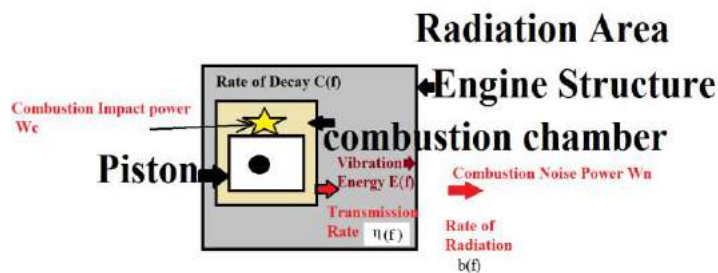 Radiation Area
Rate of Decay C(f)
Engine Structure
Combustion Impact power
Wc
combustion chamber
Piston
Vibration
Energy E(f)
Combustion Noise Power Wn
Transmission
Rate η(f)
Rate of
Radiation
b(f)